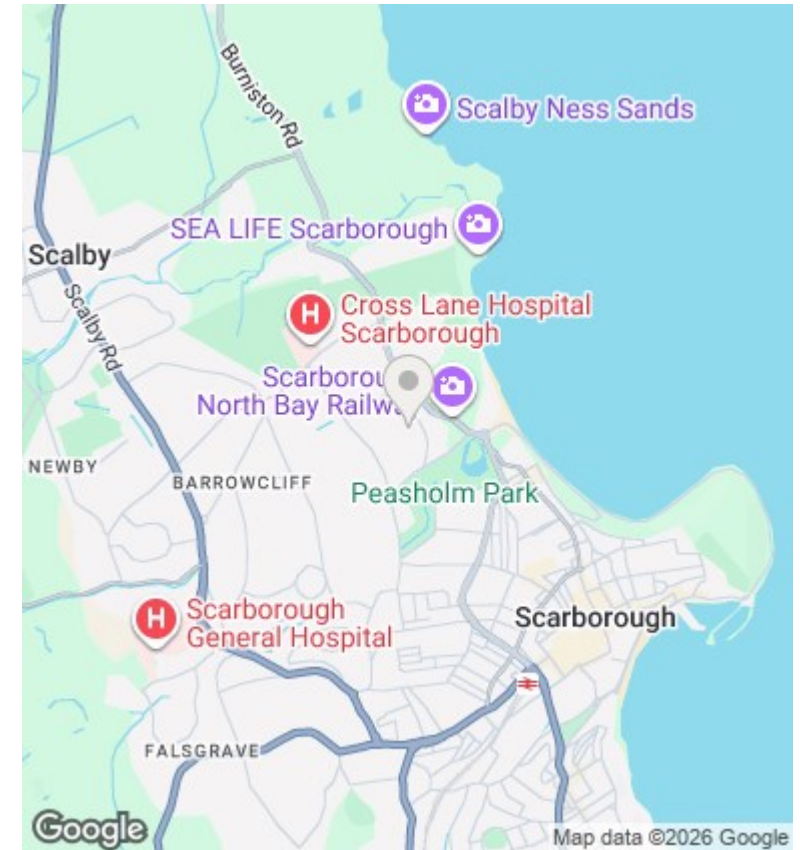 Burniston Rd
Scalby Ness Sands
SEA LIFE Scarborough
Scalby
Cross Lane Hospital
Scarborough
Scalby Rd
Scarborou
North Bay Railw
NEWBY
BARROWCLIFF
Peasholm Park
Scarborough
General Hospital
Scarborough
FALSGRAVE
Google
Map data ©2026 Google